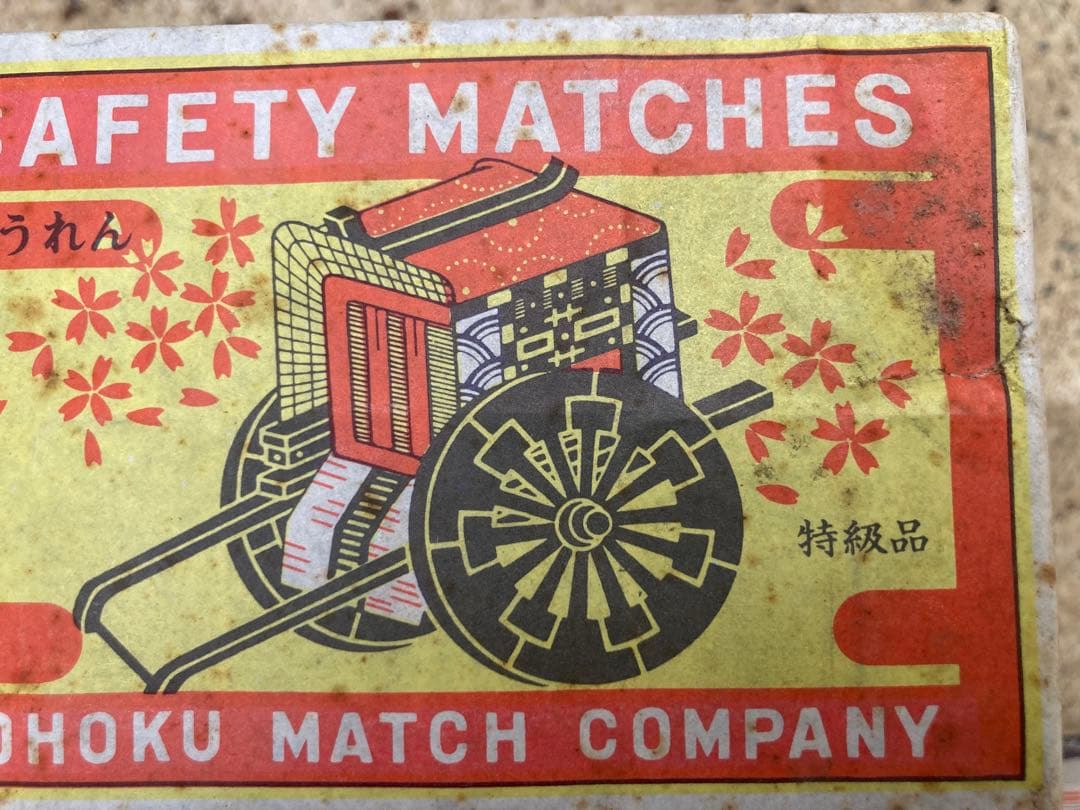 SAFETY MATCHES
うれん
特級品
OHOKU MATCH COMPANY